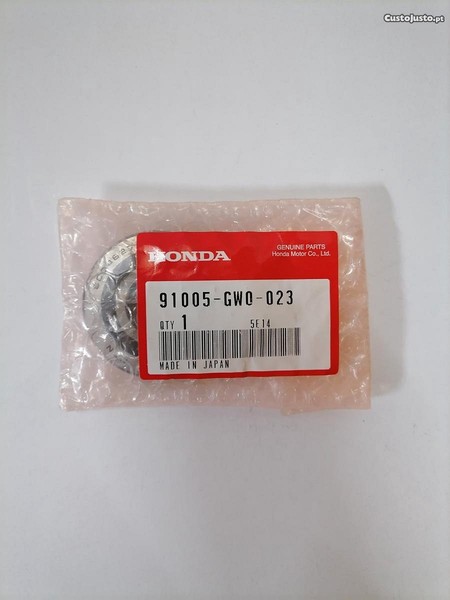 CustoJusto.pt
HONDA
GENUINE PARTS
Honda Motor Co., Ltd.
91005-GW0-023
QTY 1 5E14
MADE IN JAPAN